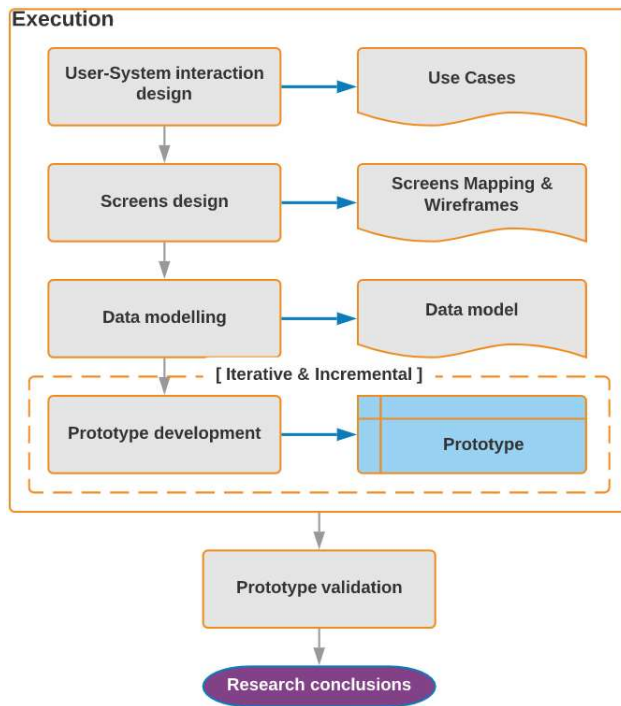 Execution
User-System interaction
design
Use Cases
Screens design
Screens Mapping &
Wireframes
Data modelling
Data model
[ Iterative & Incremental ]
Prototype development
Prototype
Prototype validation
Research conclusions